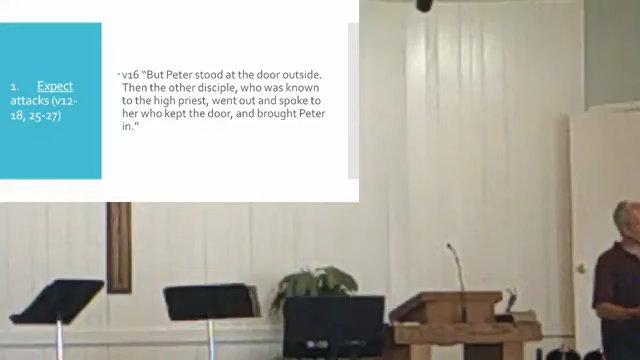 1. Expect
attacks (v12-
18, 25-27)
v16 "But Peter stood at the door outside.
Then the other disciple, who was known
to the high priest, went out and spoke to
her who kept the door, and brought Peter
in."